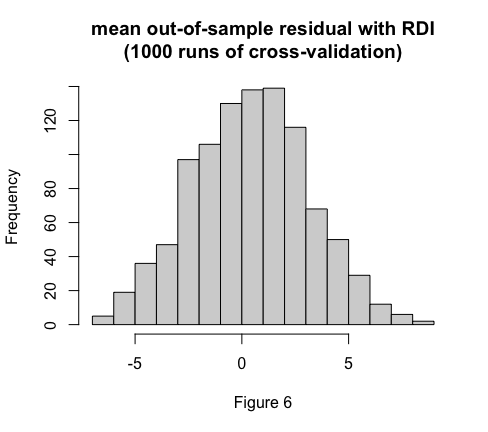 mean out-of-sample residual with RDI
(1000 runs of cross-validation)
Frequency
120
80
60
40
20
0
-5
0
5
Figure 6